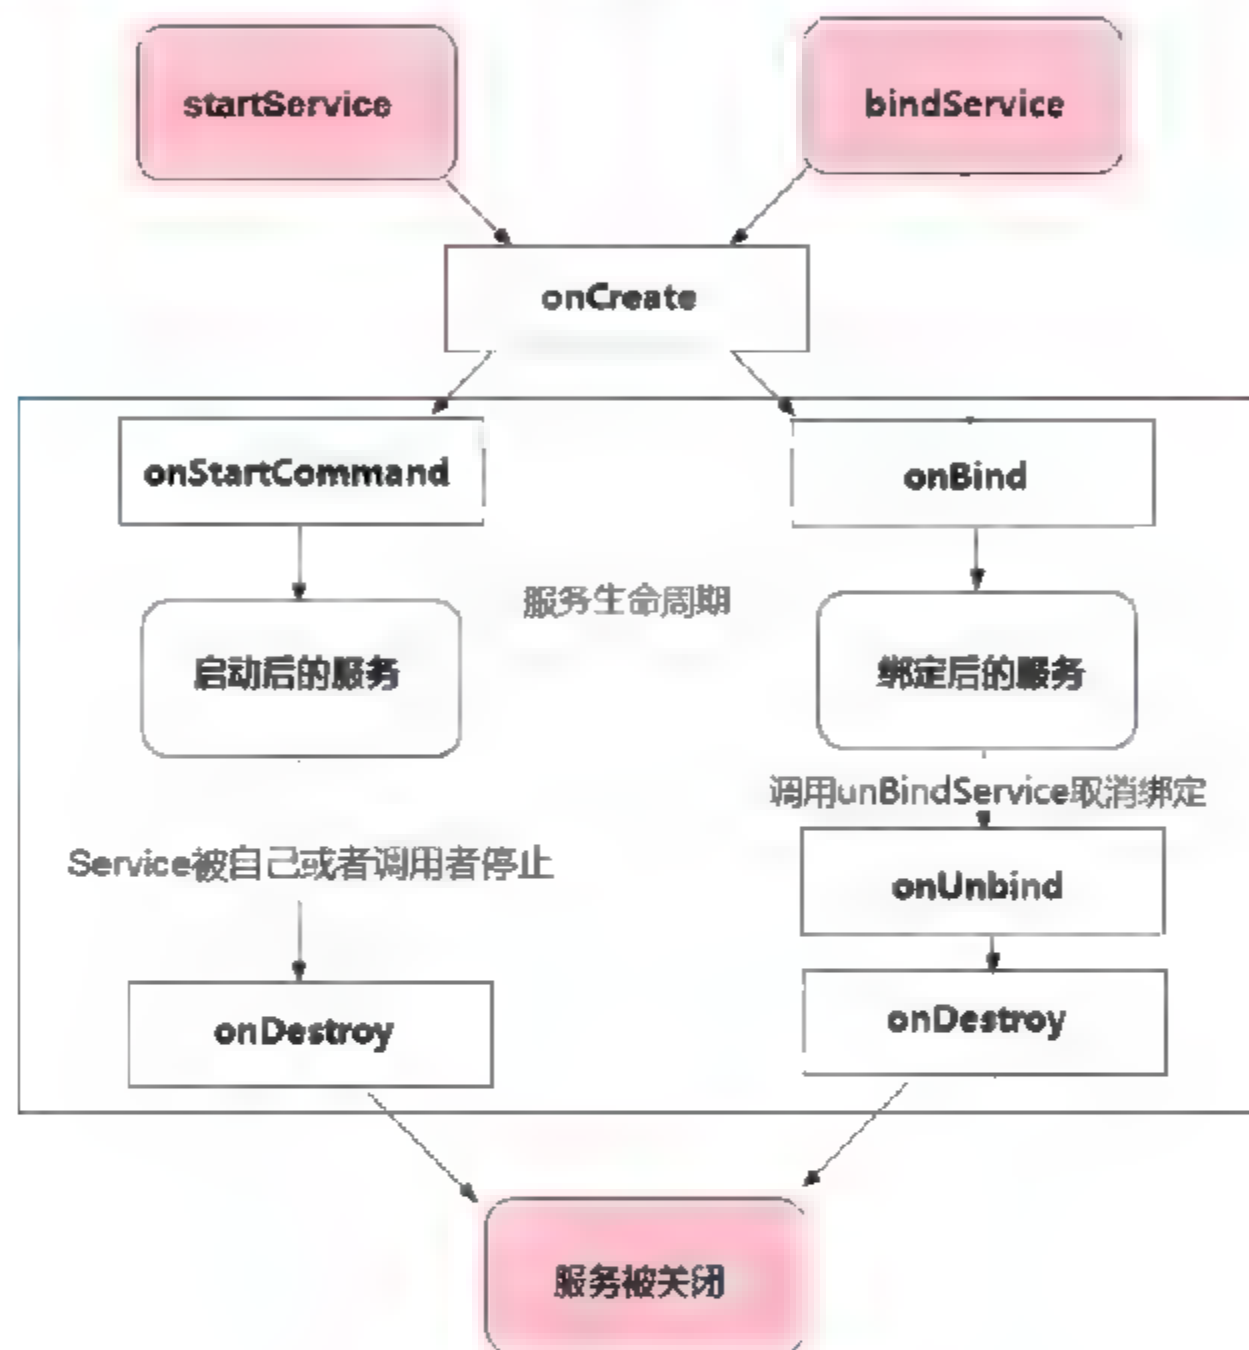 startService
bindService
onCreate
onStartCommand
onBind
服务生命周期
启动后的服务
绑定后的服务
调用unBindService取消绑定
Service被自己或者调用者停止
onUnbind
onDestroy
onDestroy
服务被关闭